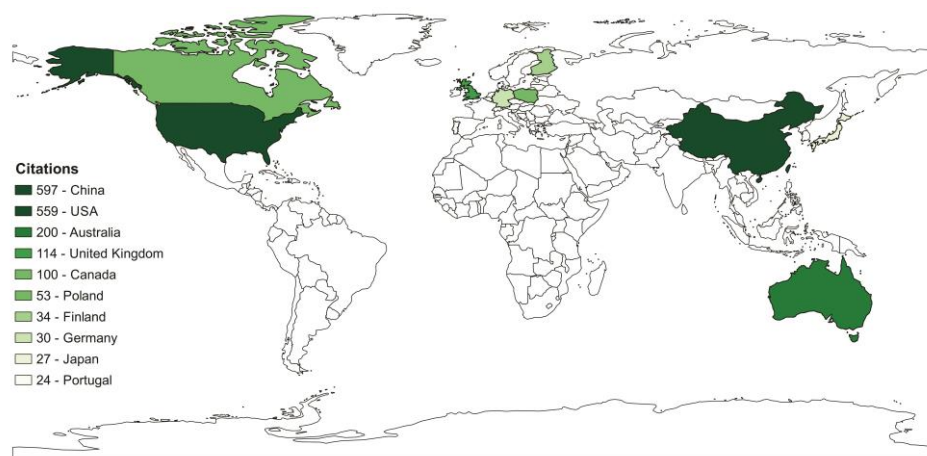 Citations
597 - China
559 - USA
200 - Australia
114 - United Kingdom
100 - Canada
53 - Poland
34 - Finland
30 - Germany
27 - Japan
24 - Portugal